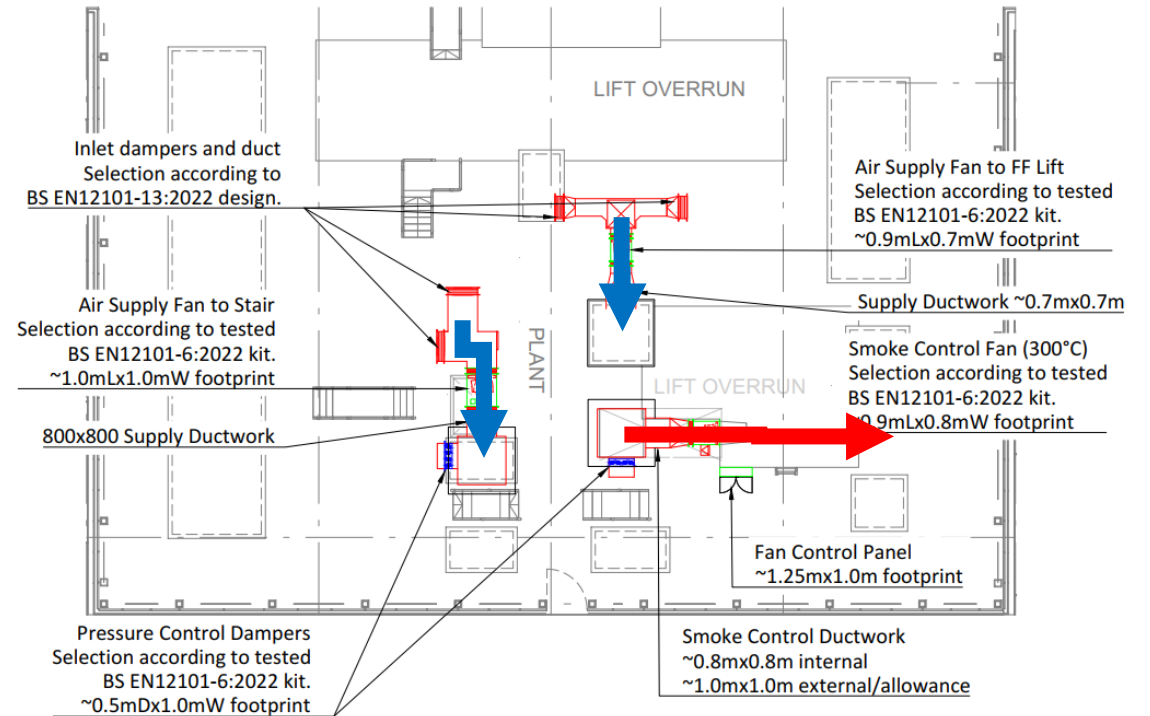 LIFT OVERRUN
Inlet dampers and duct
Selection according to
BS EN12101-13:2022 design.
Air Supply Fan to FF Lift
Selection according to tested
BS EN12101-6:2022 kit.
~0.9mLx0.7mW footprint
Air Supply Fan to Stair
Selection according to tested
BS EN12101-6:2022 kit.
~1.0mLx1.0mW footprint
Supply Ductwork ~0.7mx0.7m
PLANT
LIFT OVERRUN
Smoke Control Fan (300°C)
Selection according to tested
BS EN12101-6:2022 kit.
~0.9mLx0.8mW footprint
800x800 Supply Ductwork
Fan Control Panel
~1.25mx1.0m footprint
Pressure Control Dampers
Selection according to tested
BS EN12101-6:2022 kit.
~0.5mDx1.0mW footprint
Smoke Control Ductwork
~0.8mx0.8m internal
~1.0mx1.0m external/allowance